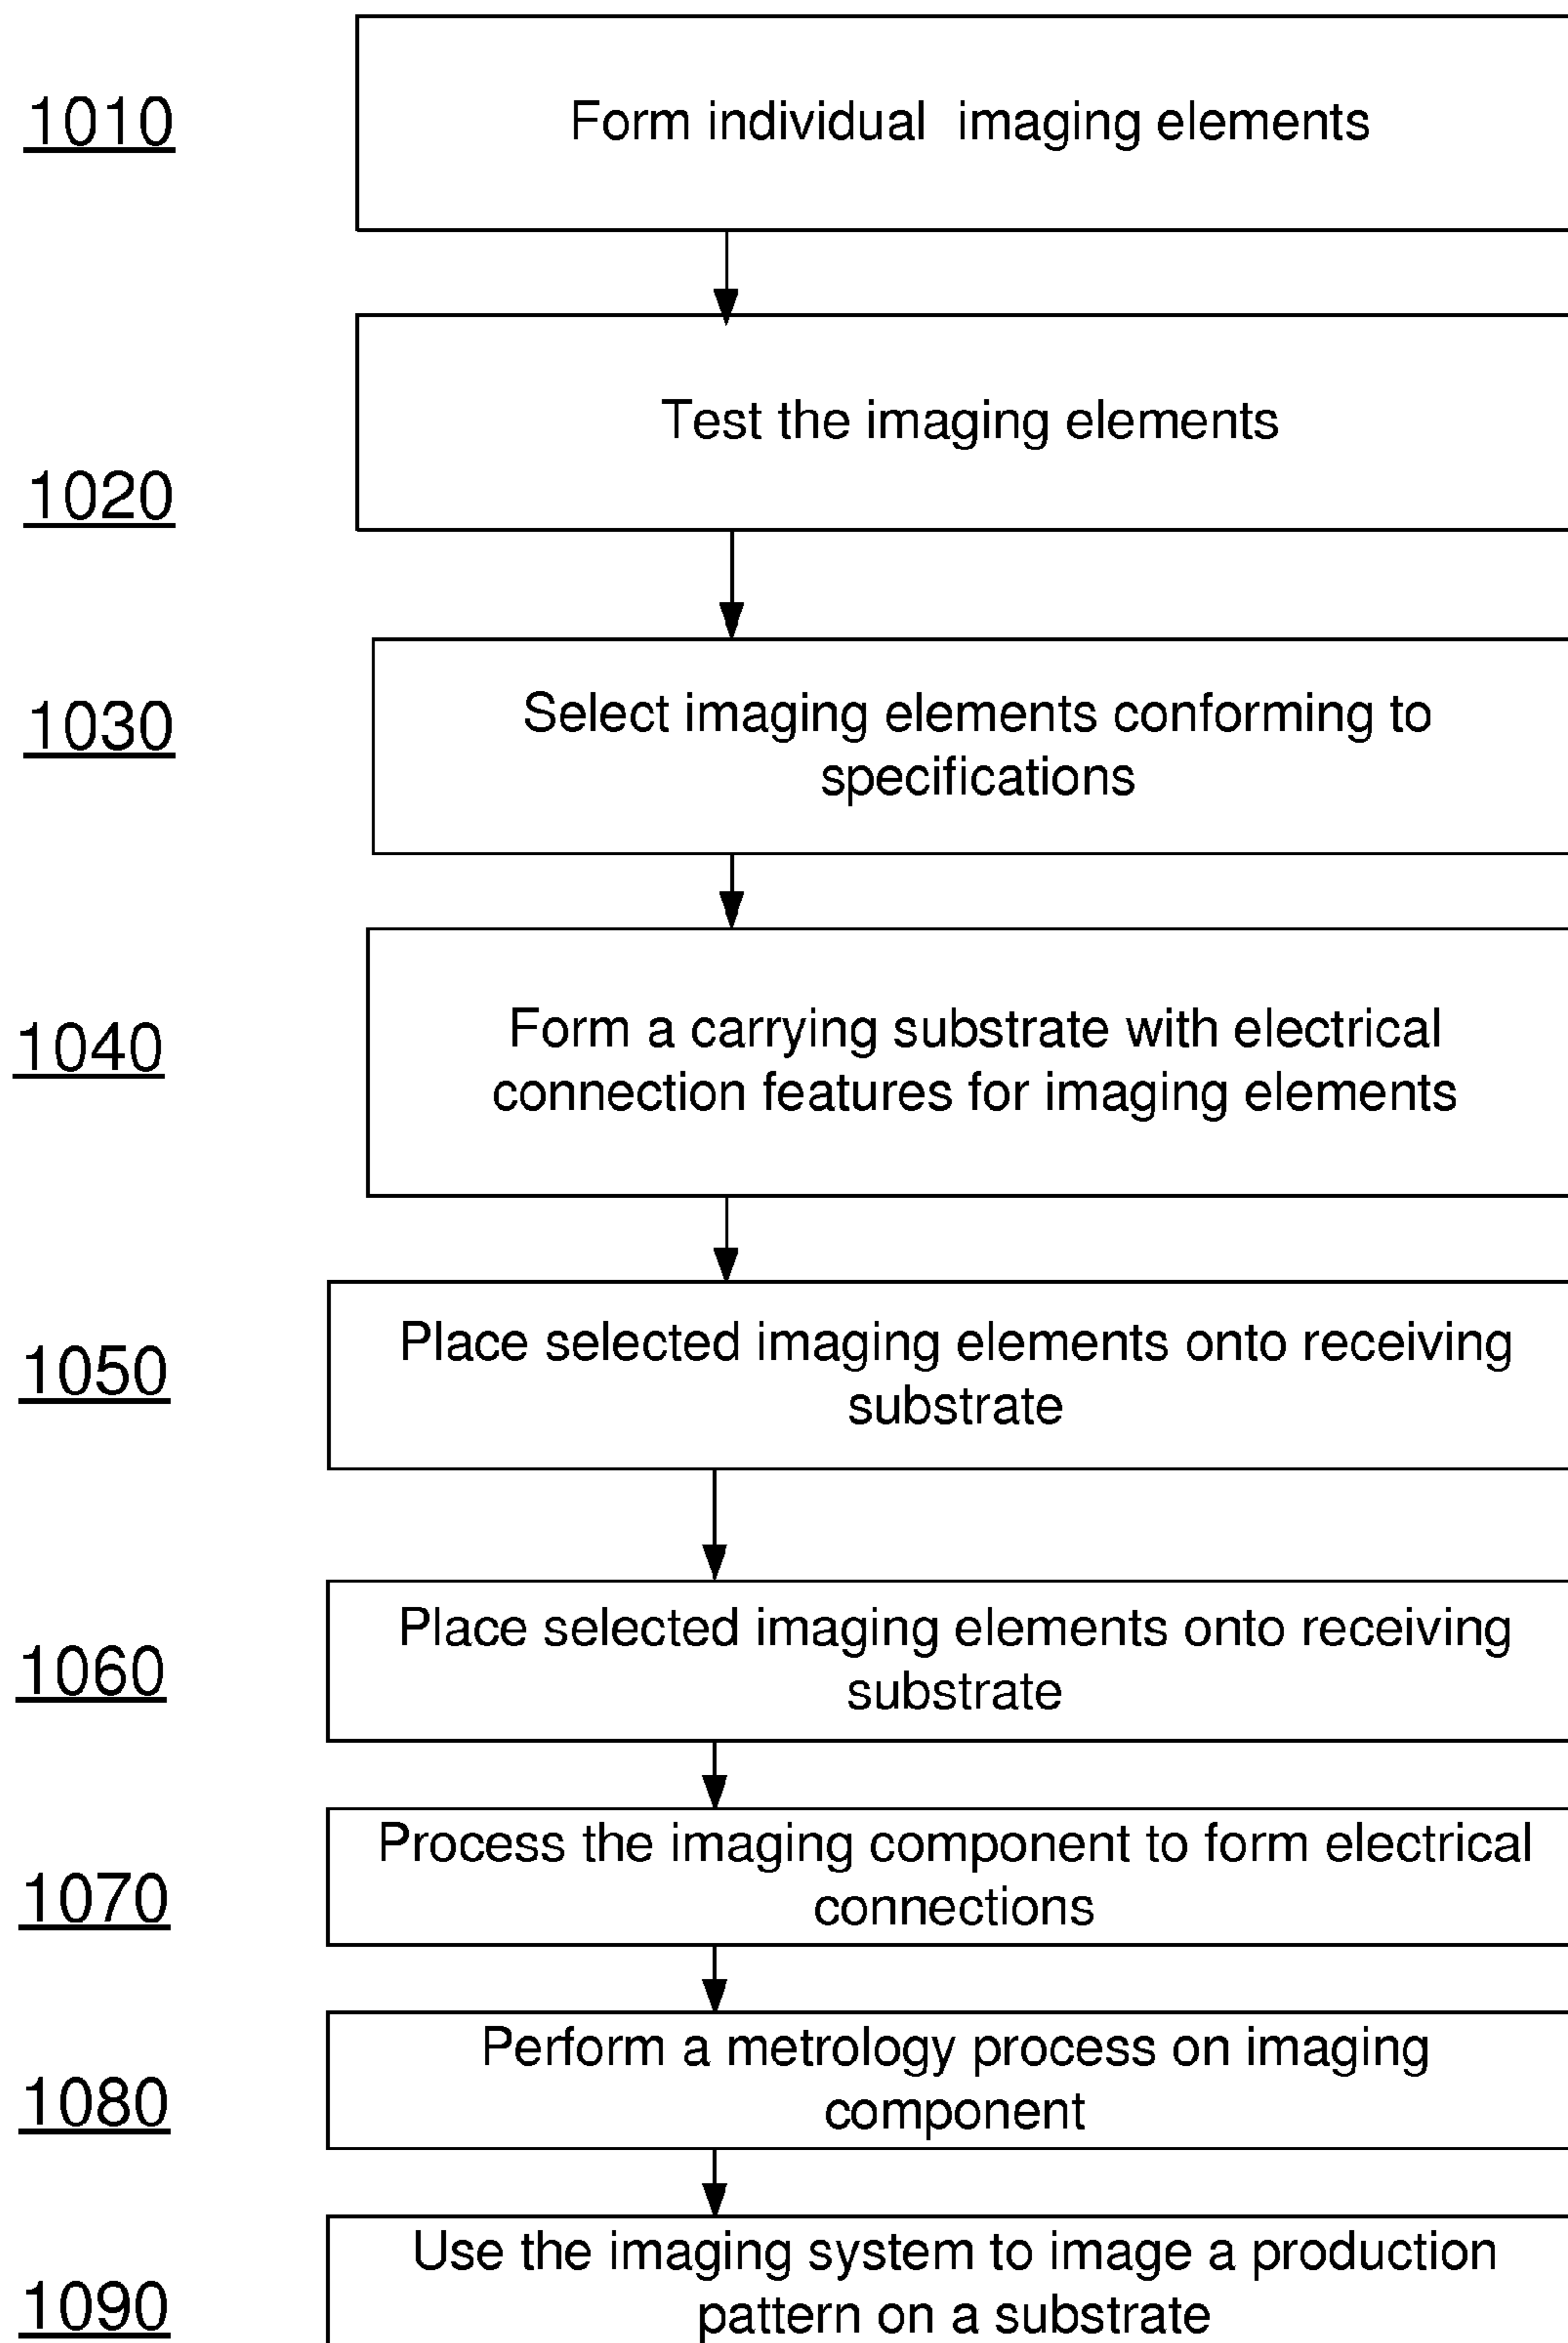 1010
Form individual imaging elements
Test the imaging elements
1020
Select imaging elements conforming to
specifications
1030
Form a carrying substrate with electrical
connection features for imaging elements
1040
Place selected imaging elements onto receiving
substrate
1050
Place selected imaging elements onto receiving
substrate
1060
Process the imaging component to form electrical
connections
1070
Perform a metrology process on imaging
component
1080
Use the imaging system to image a production
pattern on a substrate
1090